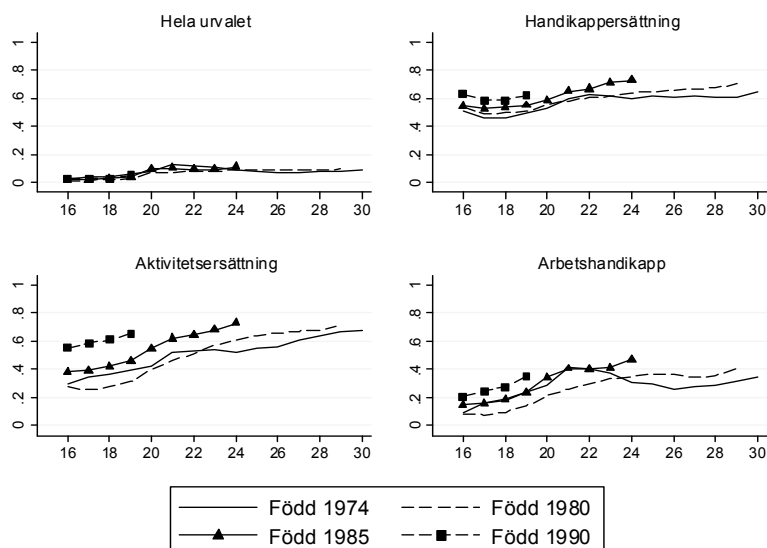 Hela urvalet
1
.8
.6
.4
.2
0
16 18 20 22 24 26 28 30
Handikappersättning
1
.8
.6
.4
.2
0
16 18 20 22 24 26 28 30
Aktivitetsersättning
1
.8
.6
.4
.2
0
16 18 20 22 24 26 28 30
Arbetshandikapp
1
.8
.6
.4
.2
0
16 18 20 22 24 26 28 30
Född 1974 Född 1980
Född 1985 Född 1990